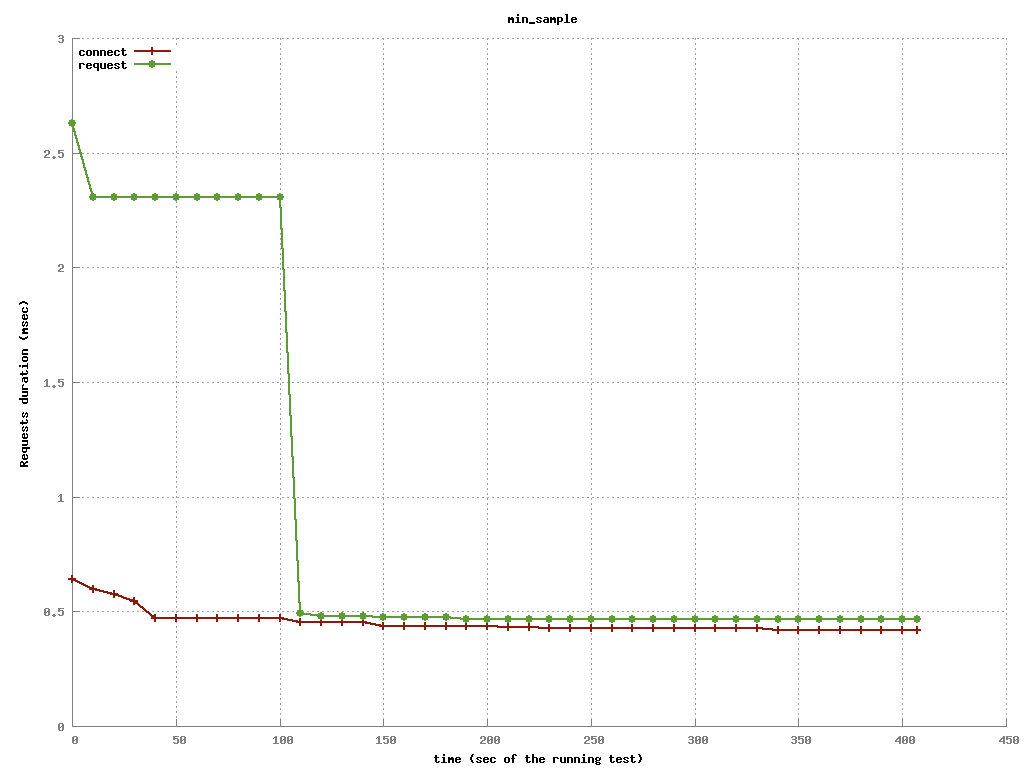 min_sample
3
connect
request
2.5
2
1.5
1
0.5
0
Requests duration (msec)
0 50 100 150 200 250 300 350 400 450
time (sec of the running test)